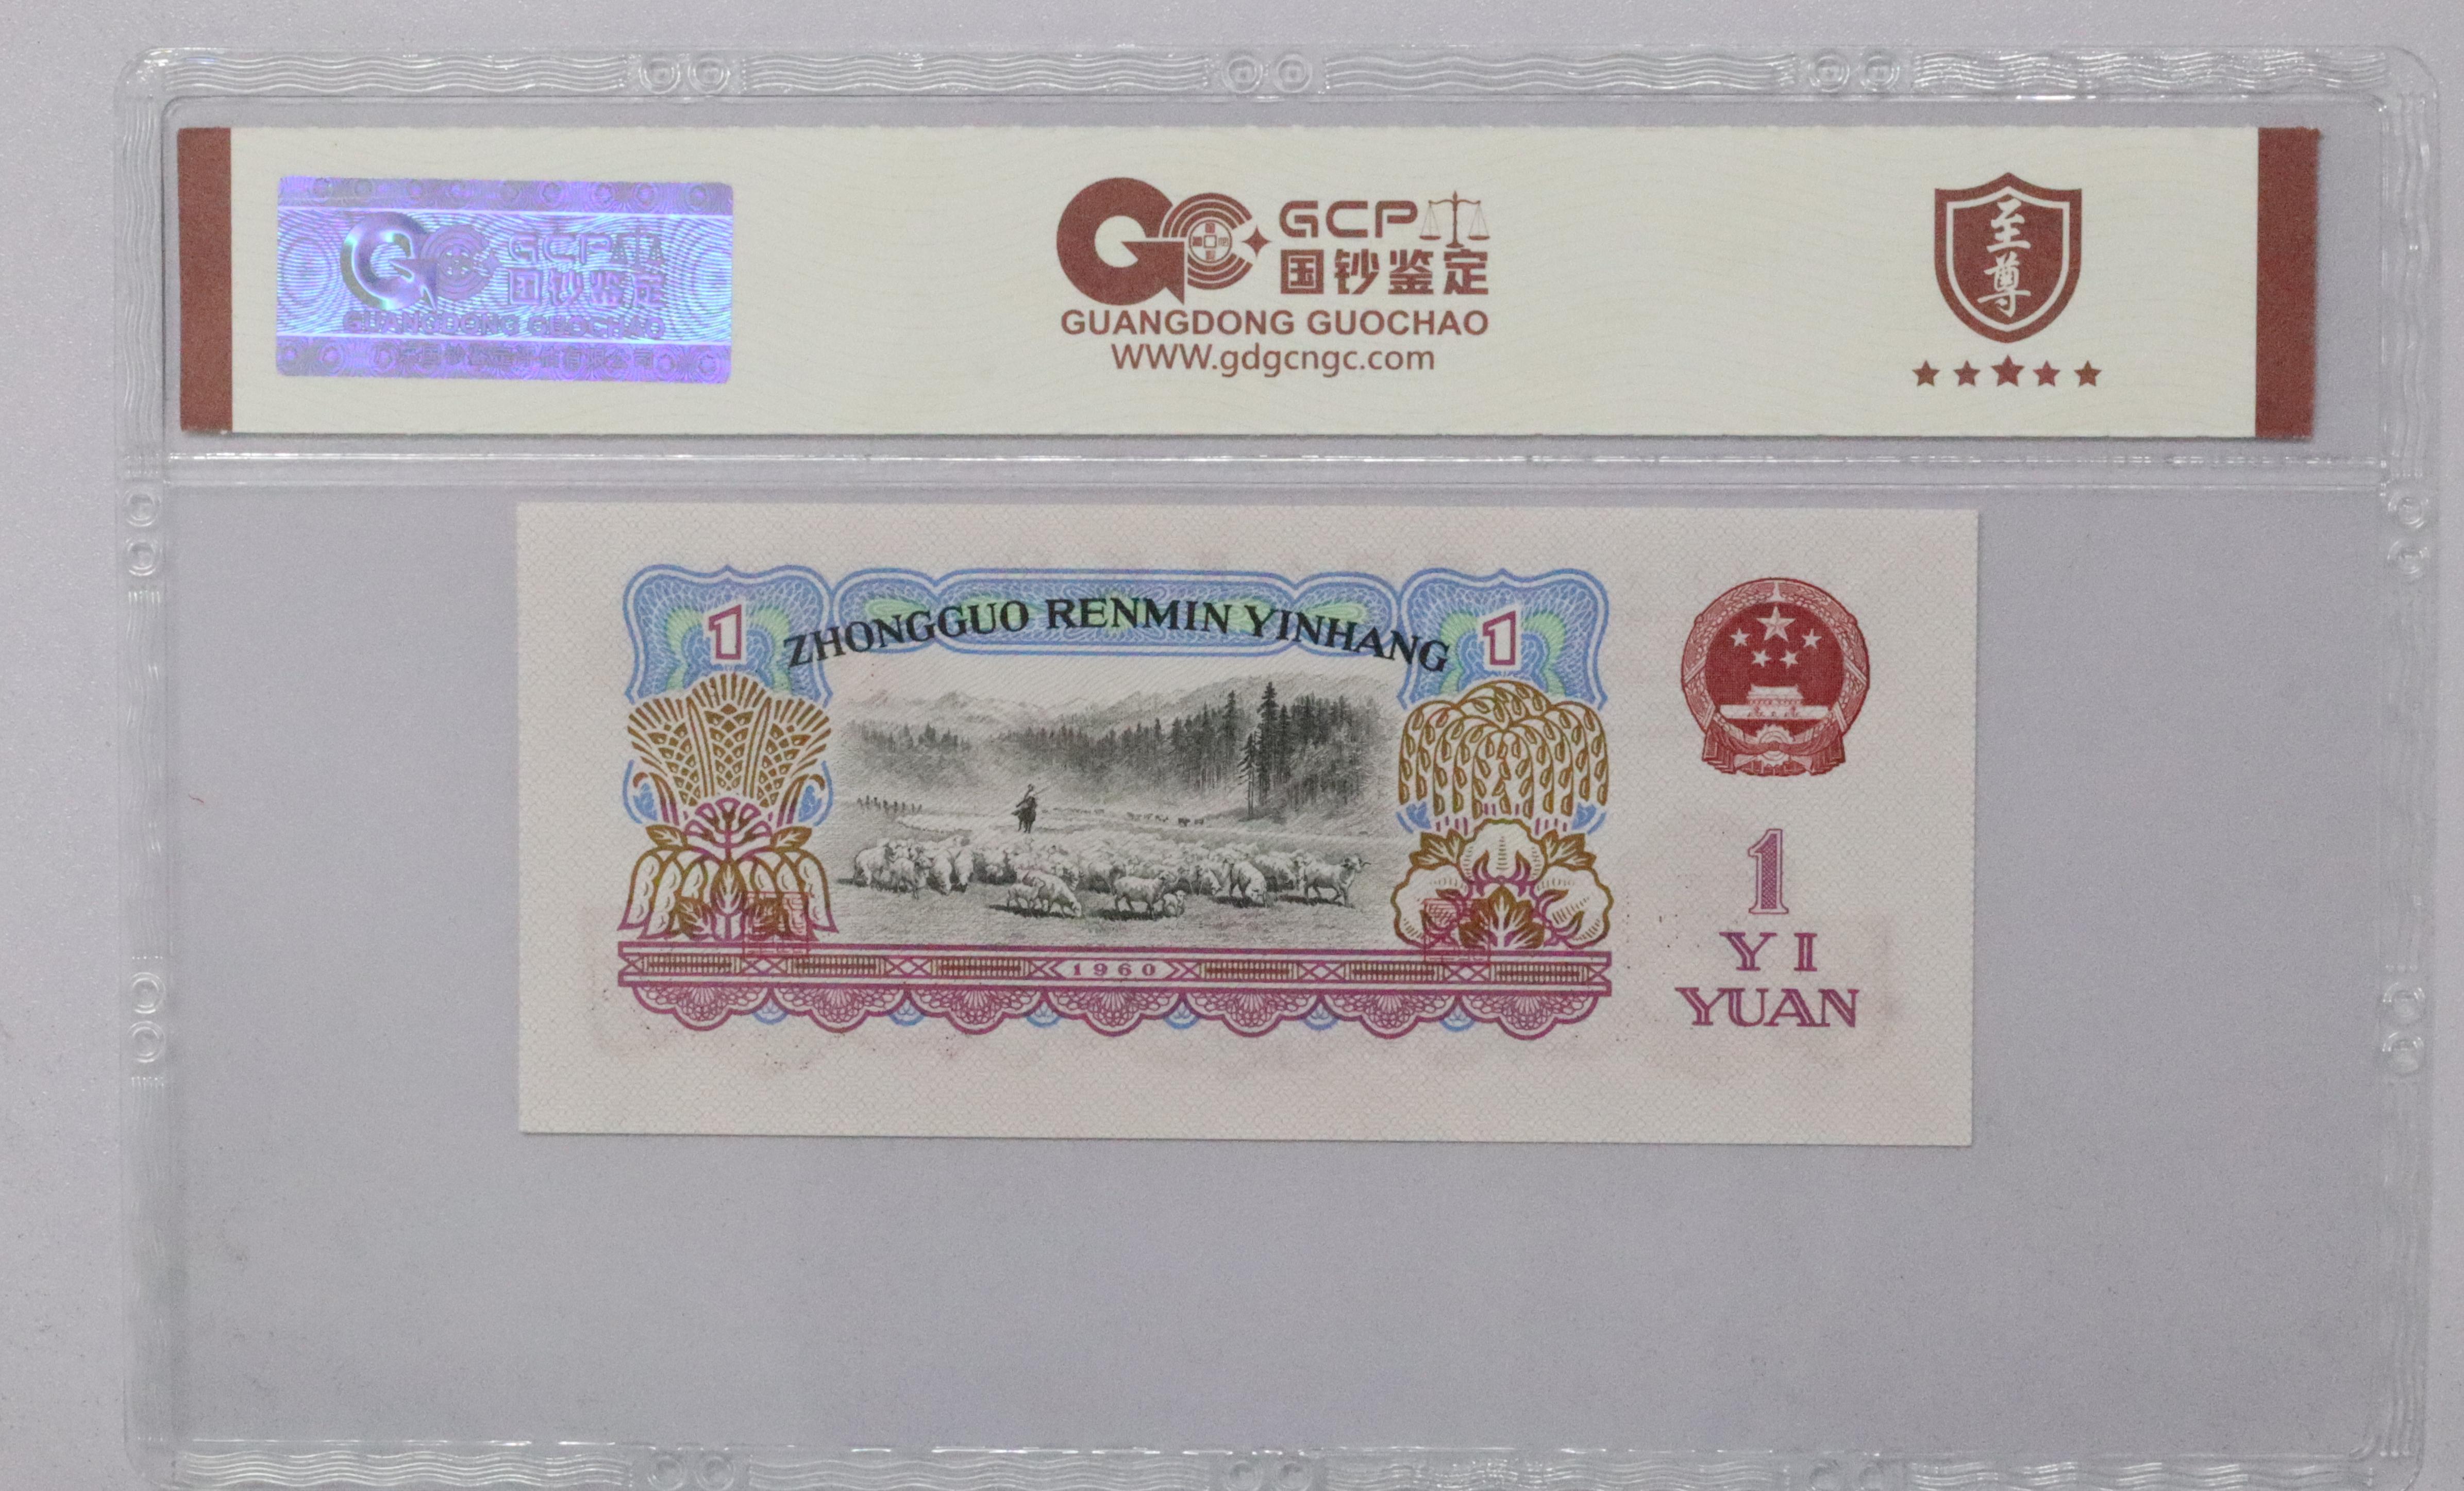 GCP
国钞鉴定
GUANGDONG GUOCHAO
GCP
国钞鉴定
GUANGDONG GUOCHAO
WWW.gdgcngc.com
至尊
1
ZHONGGUO RENMIN YINHANG
1
1960
1
YI
YUAN